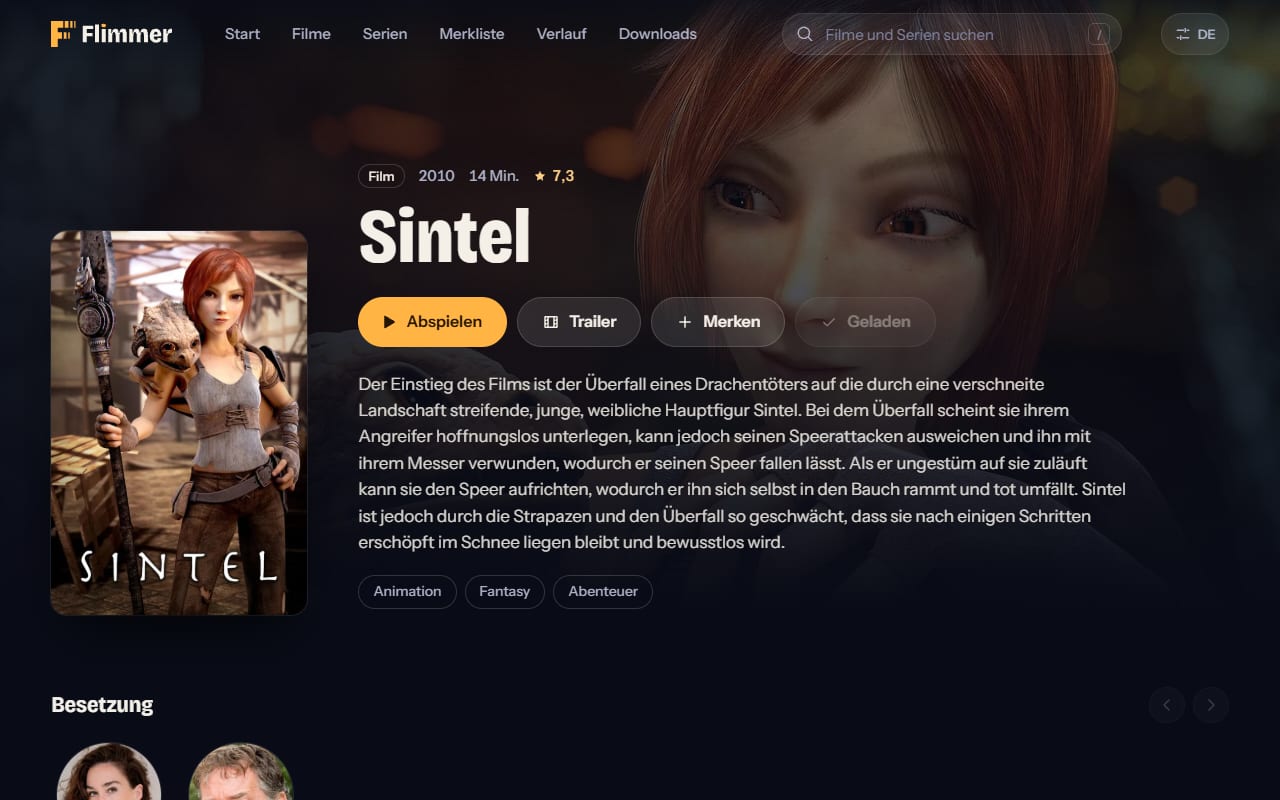 Flimmer
Start
Filme
Serien
Merkliste
Verlauf
Downloads
Filme und Serien suchen
/
DE
Film
2010
14 Min.
7,3
Sintel
Abspielen
Trailer
Merken
Geladen
Der Einstieg des Films ist der Überfall eines Drachentöters auf die durch eine verschneite
Landschaft streifende, junge, weibliche Hauptfigur Sintel. Bei dem Überfall scheint sie ihrem
Angreifer hoffnungslos unterlegen, kann jedoch seinen Speerattacken ausweichen und ihn mit
ihrem Messer verwunden, wodurch er seinen Speer fallen lässt. Als er ungestüm auf sie zuläuft
kann sie den Speer aufrichten, wodurch er ihn sich selbst in den Bauch rammt und tot umfällt. Sintel
ist jedoch durch die Strapazen und den Überfall so geschwächt, dass sie nach einigen Schritten
erschöpft im Schnee liegen bleibt und bewusstlos wird.
SINTEL
Animation
Fantasy
Abenteuer
Besetzung